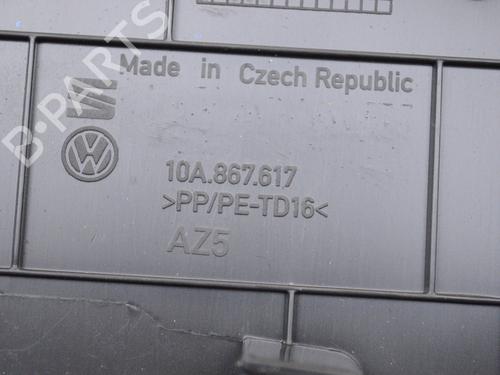 B-PARTS
Made in Czech Republic
10A.867.617
>PP/PE-TD16<
AZ5